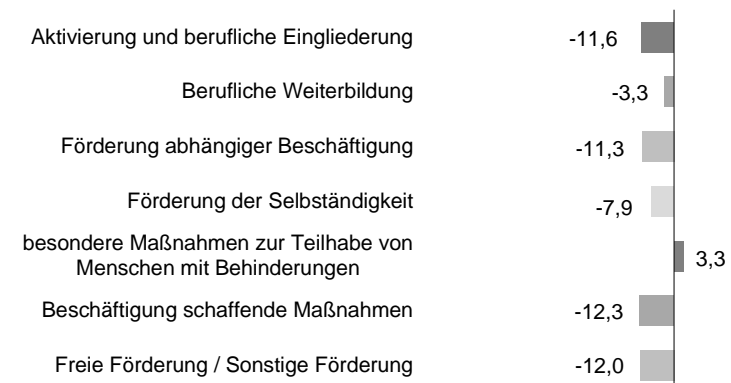 Aktivierung und berufliche Eingliederung -11,6
Berufliche Weiterbildung -3,3
Förderung abhängiger Beschäftigung -11,3
Förderung der Selbständigkeit -7,9
besondere Maßnahmen zur Teilhabe von
Menschen mit Behinderungen 3,3
Beschäftigung schaffende Maßnahmen -12,3
Freie Förderung / Sonstige Förderung -12,0